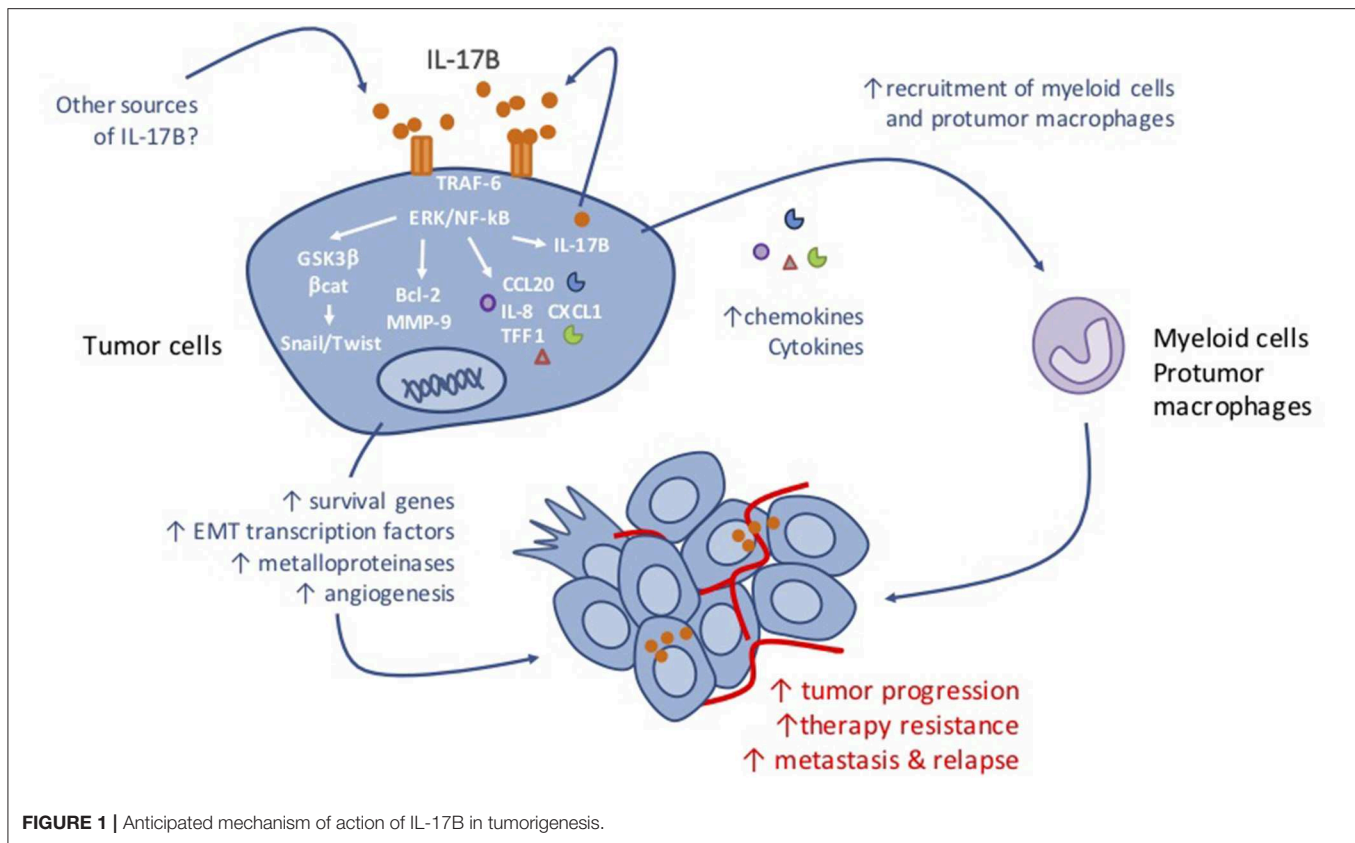 IL-17B
Other sources
of IL-17B?
↑recruitment of myeloid cells
and protumor macrophages
TRAF-6
ERK/NF-kB
IL-17B
GSK3β
βcat
Snail/Twist
Bcl-2
MMP-9
CCL20
IL-8 CXCL1
TFF1
Tumor cells
↑chemokines
Cytokines
Myeloid cells
Protumor
macrophages
↑ survival genes
↑ EMT transcription factors
↑ metalloproteinases
↑ angiogenesis
↑ tumor progression
↑therapy resistance
↑ metastasis & relapse
FIGURE 1 | Anticipated mechanism of action of IL-17B in tumorigenesis.